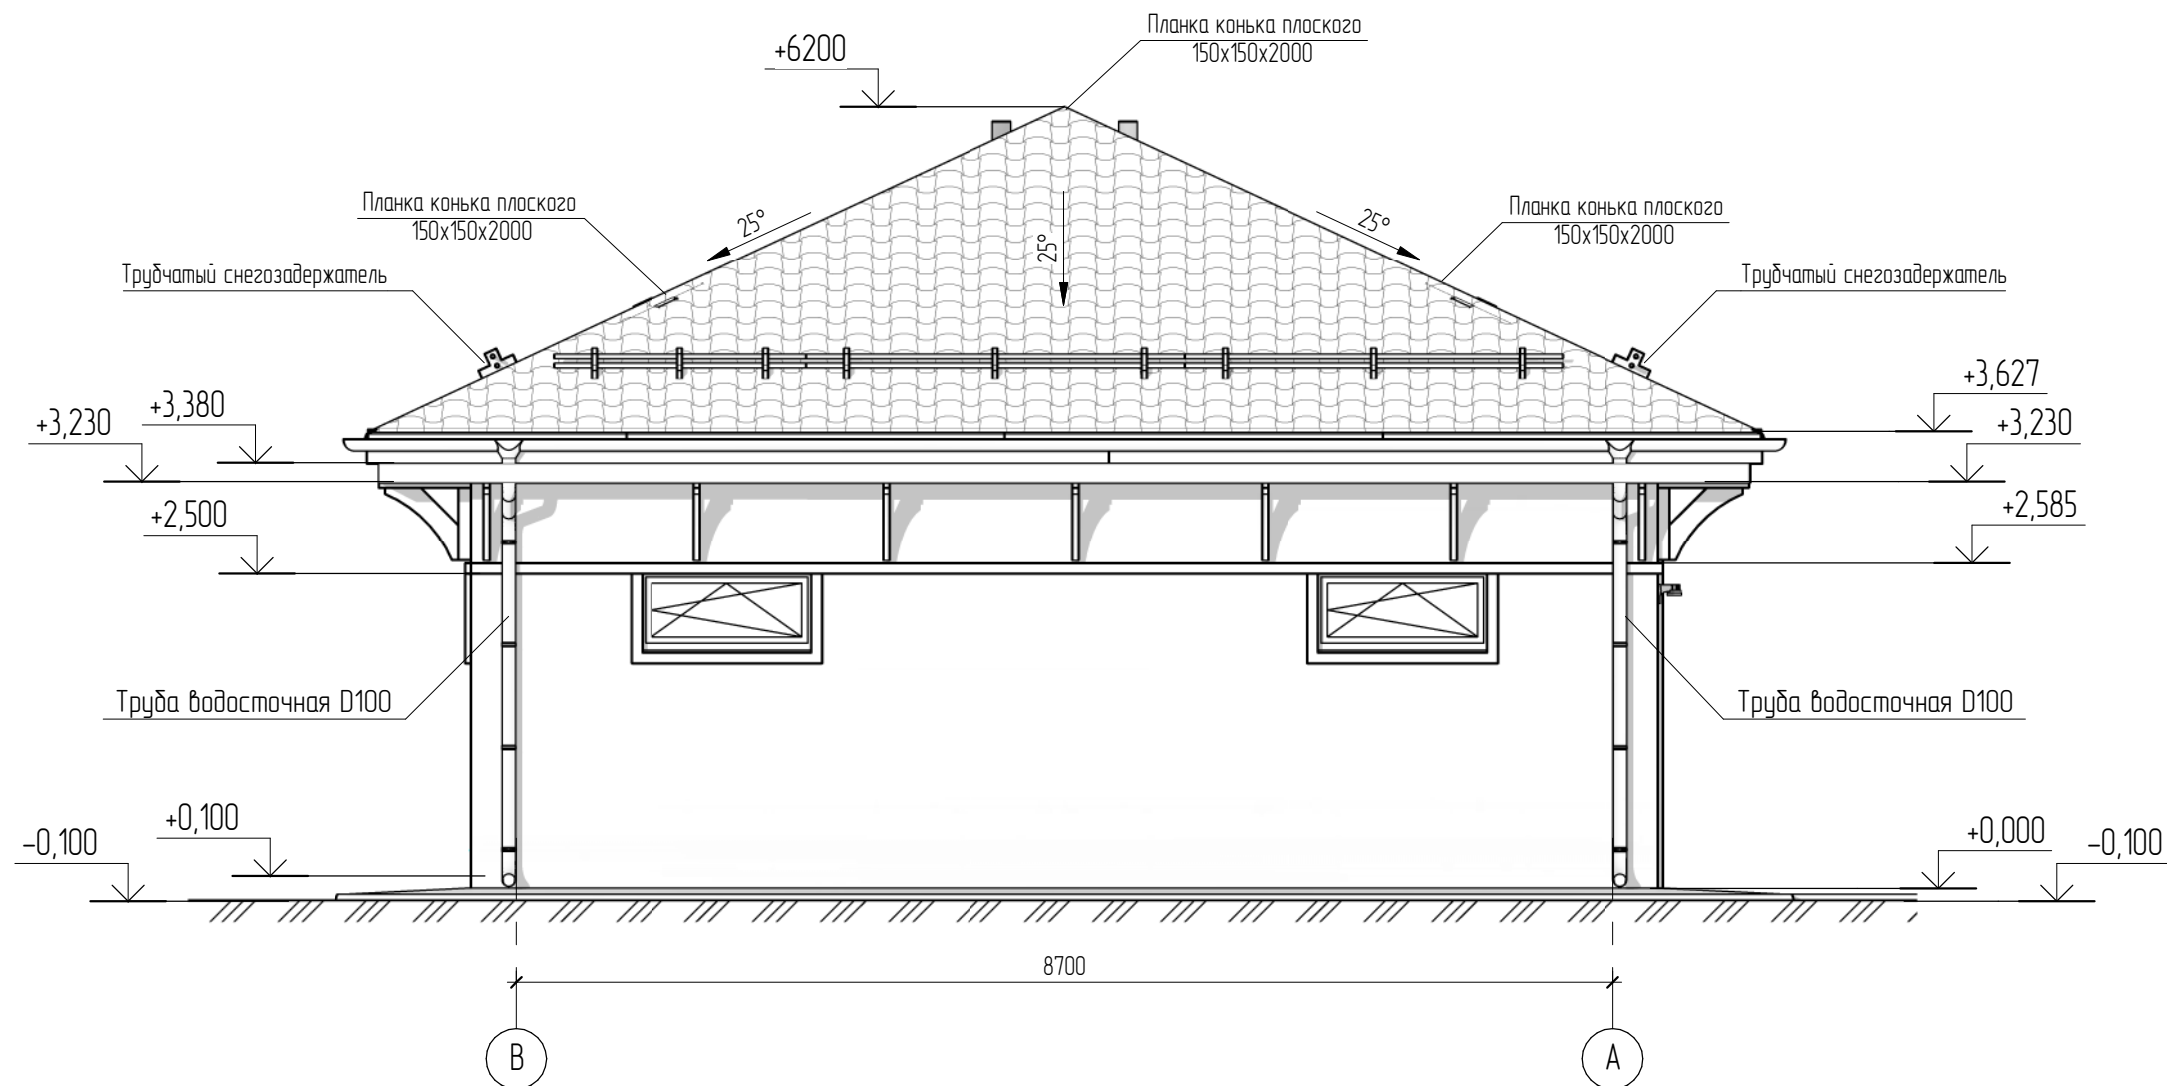 Планка конька плоского
150х150х2000
+6200
Планка конька плоского
150х150х2000
25°
25°
25°
Планка конька плоского
150х150х2000
Трубчатый снегозадержатель
Трубчатый снегозадержатель
+3,627
+3,380
+3,230
+3,230
+2,500
+2,585
Труба водосточная D100
Труба водосточная D100
+0,100
-0,100
+0,000
-0,100
8700
В
А